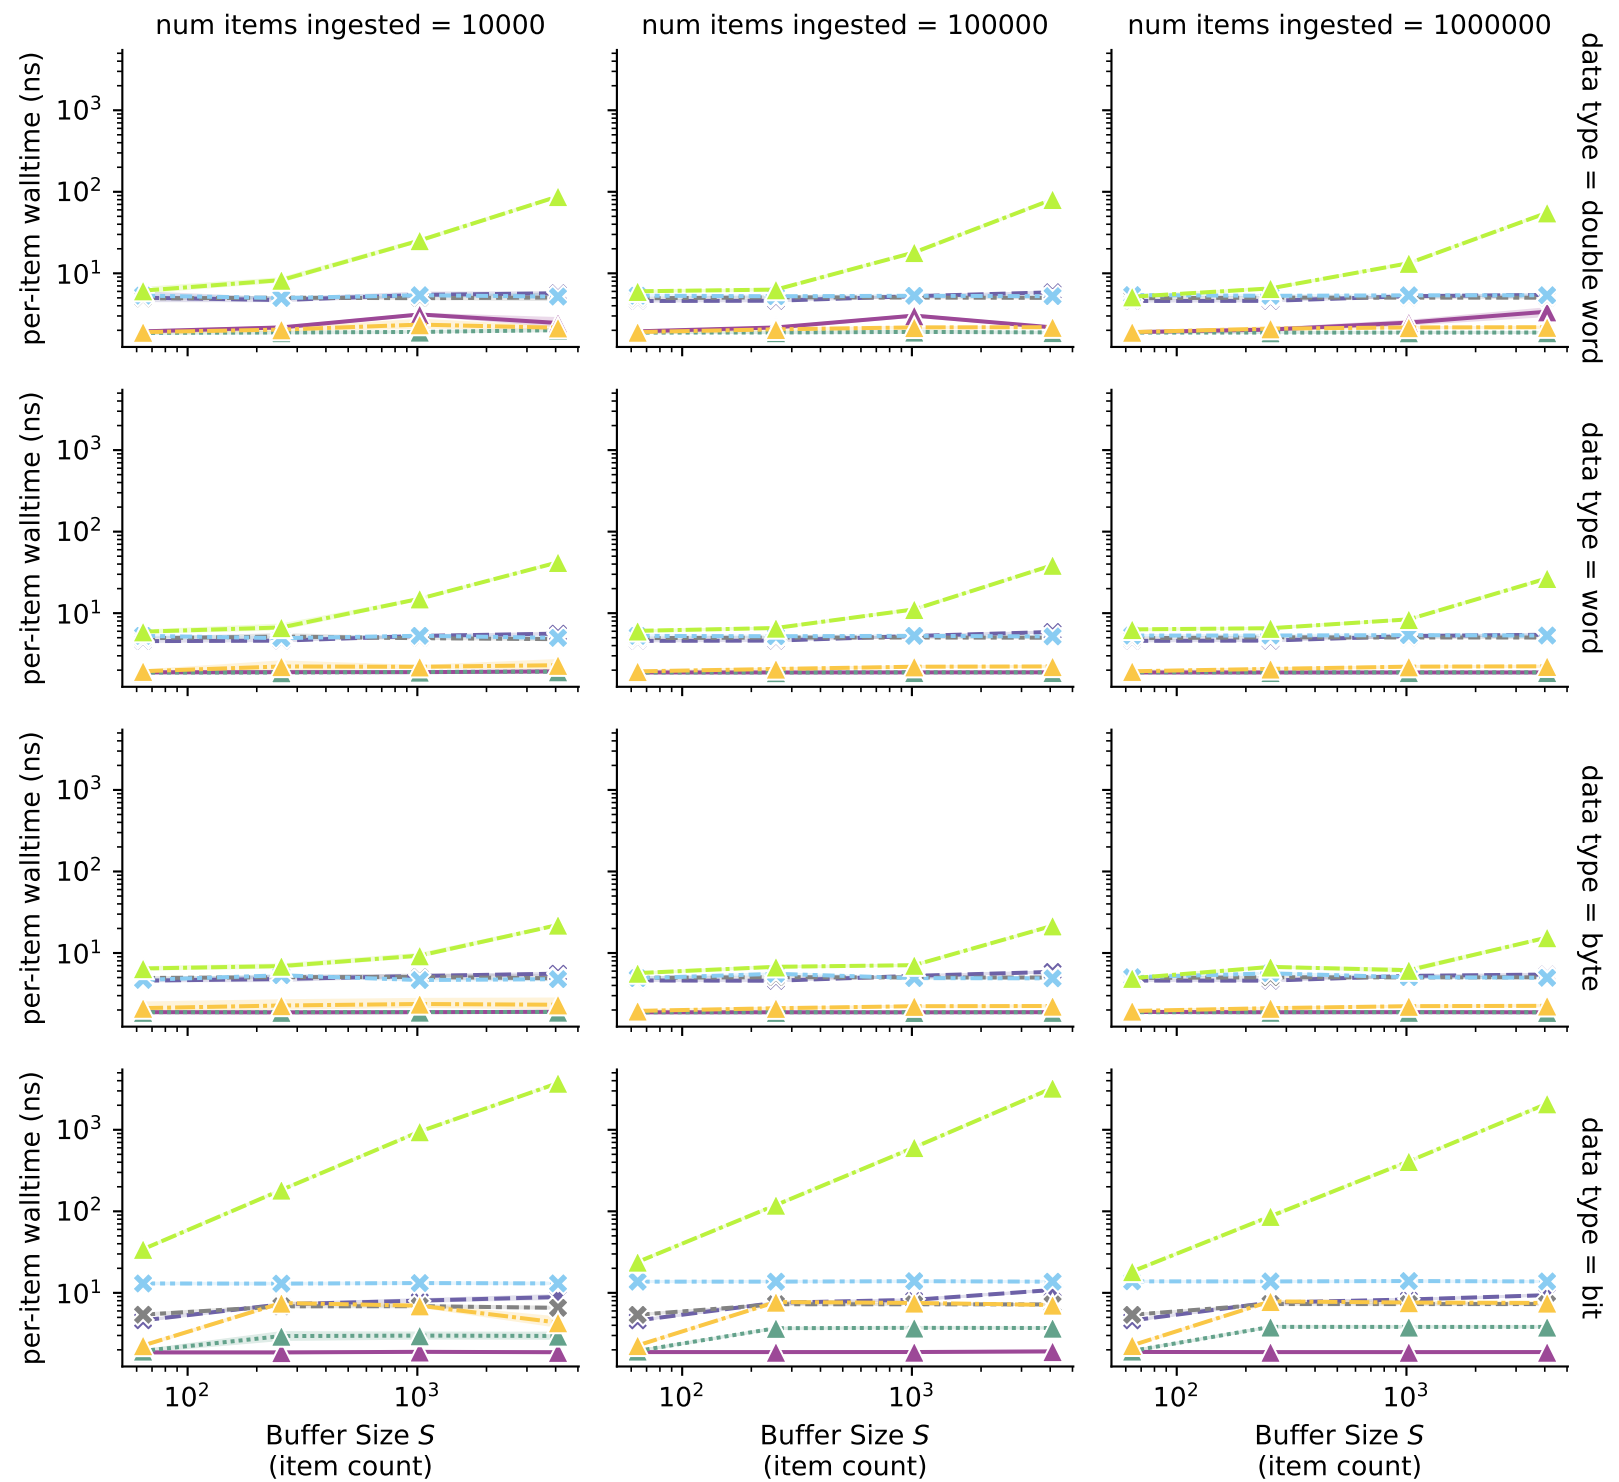 num items ingested = 10000
num items ingested = 100000
num items ingested = 1000000
per-item walltime (ns)
10³
10²
10¹
data type = double word
per-item walltime (ns)
10³
10²
10¹
data type = word
per-item walltime (ns)
10³
10²
10¹
data type = byte
per-item walltime (ns)
10³
10²
10¹
data type = bit
10² 10³ 10² 10³ 10² 10³
Buffer Size S
(item count)
Buffer Size S
(item count)
Buffer Size S
(item count)